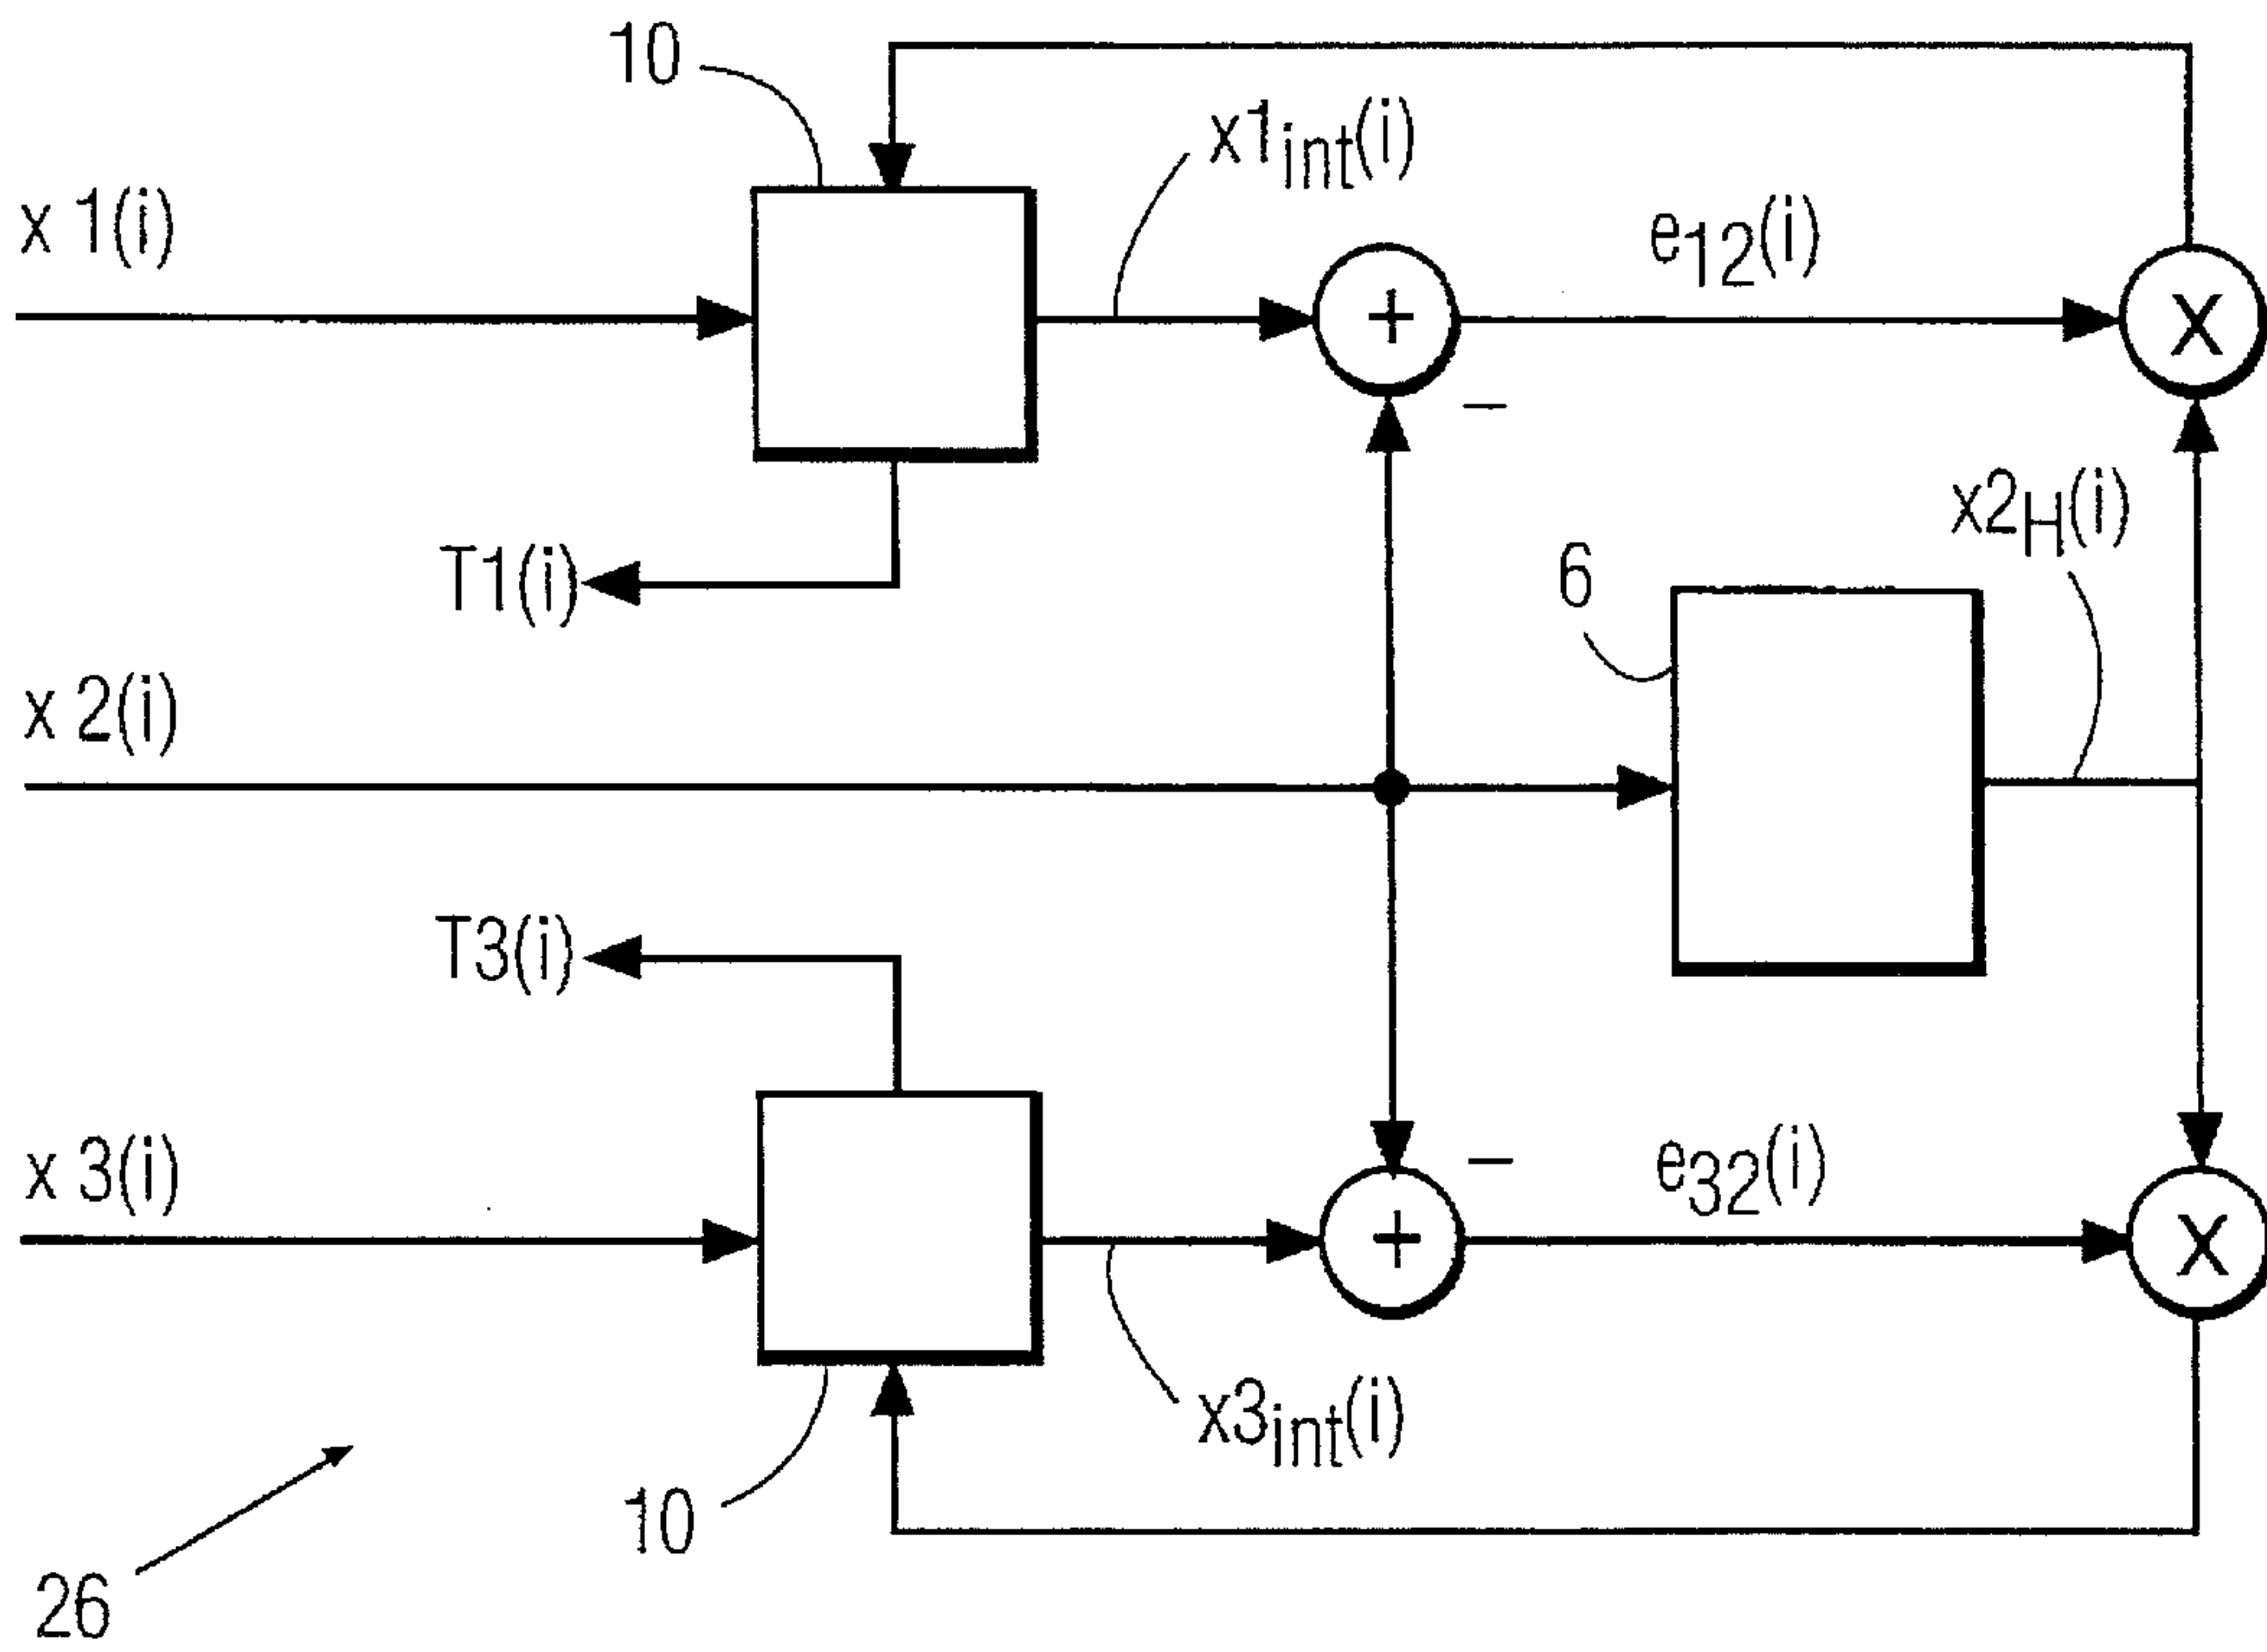 10
x1int(i)
x 1(i)
e12(i)
+
X
−
T1(i)
x2H(i)
6
x 2(i)
T3(i)
−
x 3(i)
e32(i)
+
X
x3int(i)
10
26